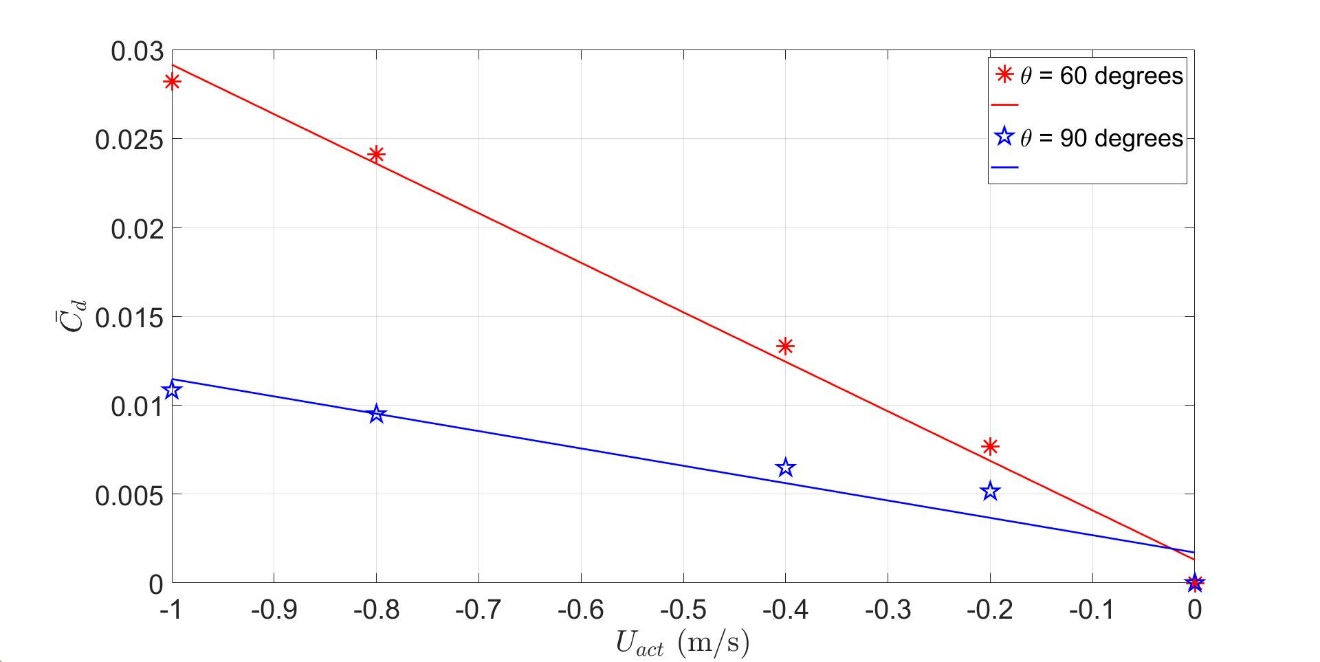 0.03
0.025
0.02
0.015
0.01
0.005
0
C̄d
θ = 60 degrees
θ = 90 degrees
-1 -0.9 -0.8 -0.7 -0.6 -0.5 -0.4 -0.3 -0.2 -0.1 0
Uact (m/s)